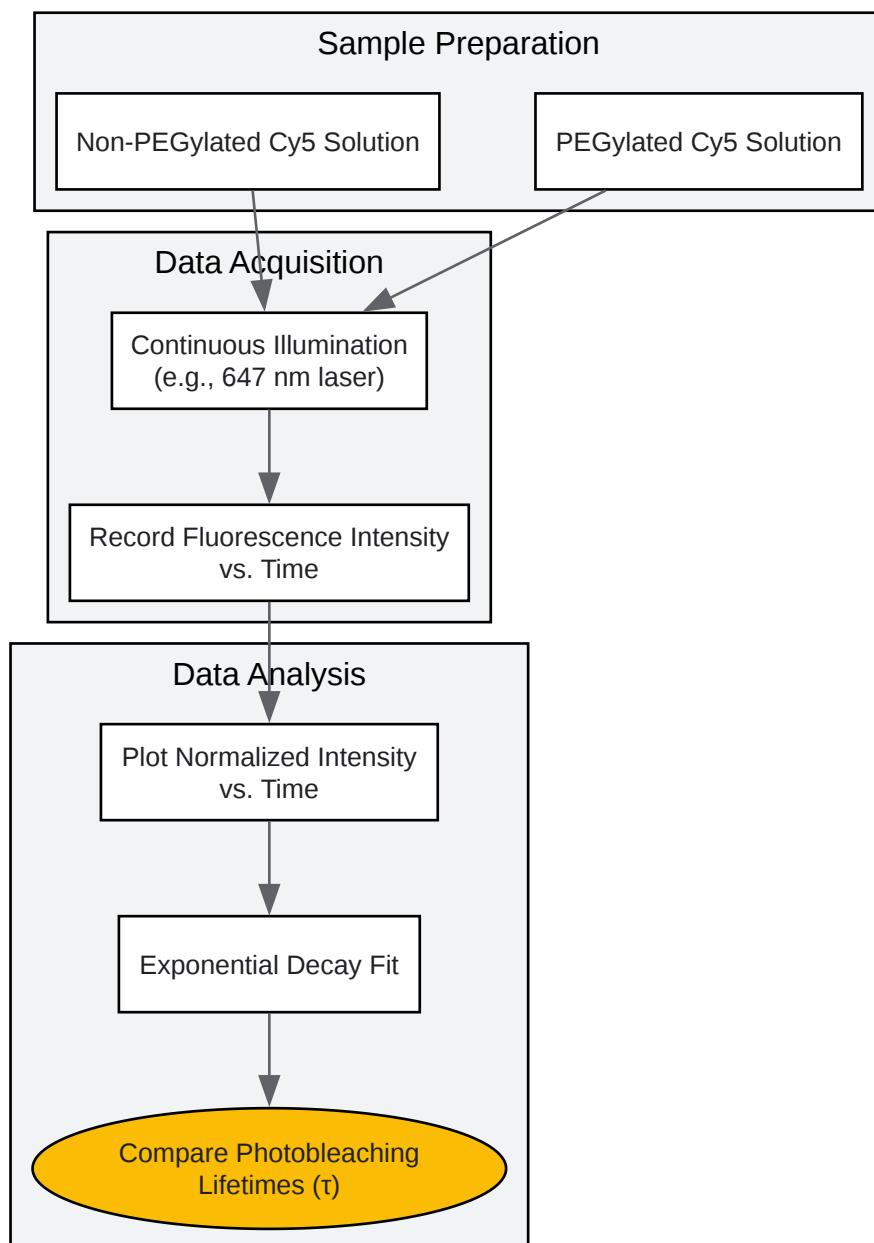 Sample Preparation
Non-PEGylated Cy5 Solution
PEGylated Cy5 Solution
Data Acquisition
Continuous Illumination
(e.g., 647 nm laser)
Record Fluorescence Intensity
vs. Time
Data Analysis
Plot Normalized Intensity
vs. Time
Exponential Decay Fit
Compare Photobleaching
Lifetimes (τ)